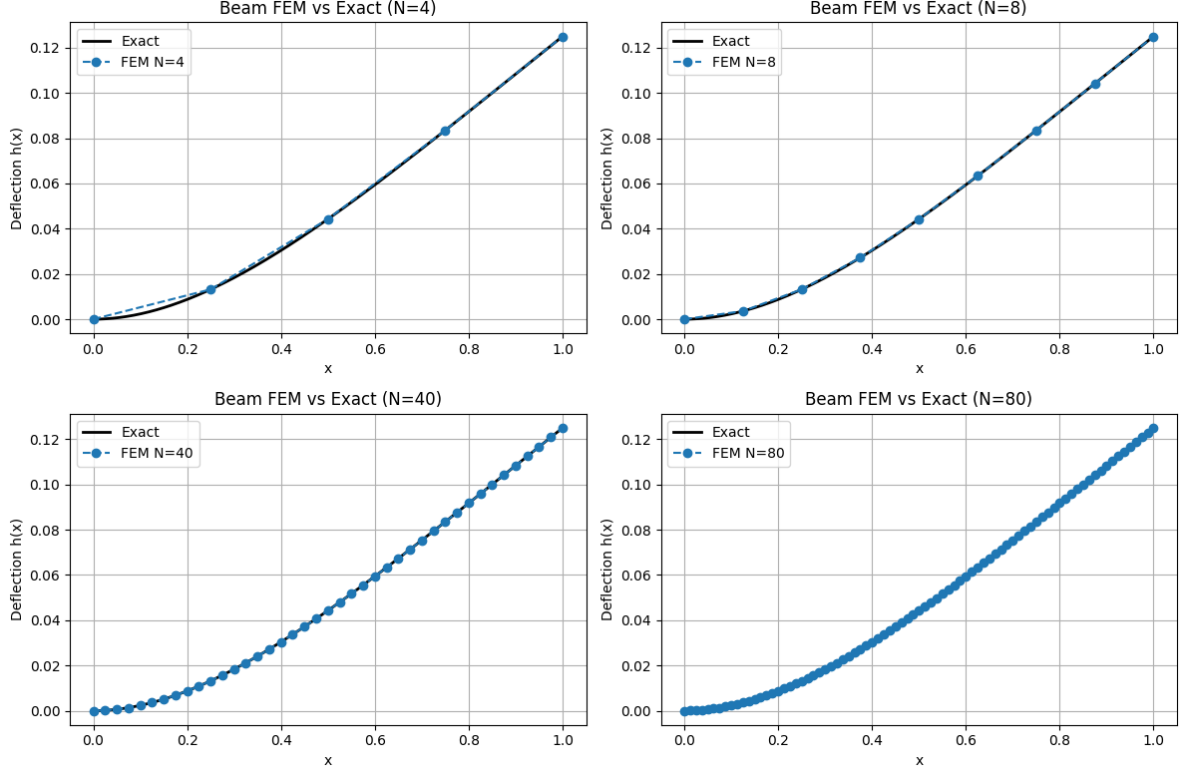 Beam FEM vs Exact (N=4)
Exact
FEM N=4
Deflection h(x)
0.12
0.10
0.08
0.06
0.04
0.02
0.00
0.0 0.2 0.4 0.6 0.8 1.0
x
Beam FEM vs Exact (N=8)
Exact
FEM N=8
Deflection h(x)
0.12
0.10
0.08
0.06
0.04
0.02
0.00
0.0 0.2 0.4 0.6 0.8 1.0
x
Beam FEM vs Exact (N=40)
Exact
FEM N=40
Deflection h(x)
0.12
0.10
0.08
0.06
0.04
0.02
0.00
0.0 0.2 0.4 0.6 0.8 1.0
x
Beam FEM vs Exact (N=80)
Exact
FEM N=80
Deflection h(x)
0.12
0.10
0.08
0.06
0.04
0.02
0.00
0.0 0.2 0.4 0.6 0.8 1.0
x